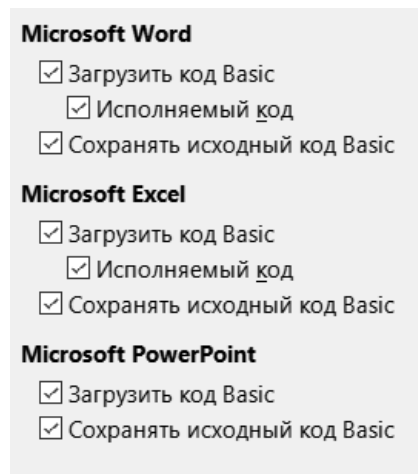 Microsoft Word
Загрузить код Basic
Исполняемый код
Сохранять исходный код Basic
Microsoft Excel
Загрузить код Basic
Исполняемый код
Сохранять исходный код Basic
Microsoft PowerPoint
Загрузить код Basic
Сохранять исходный код Basic